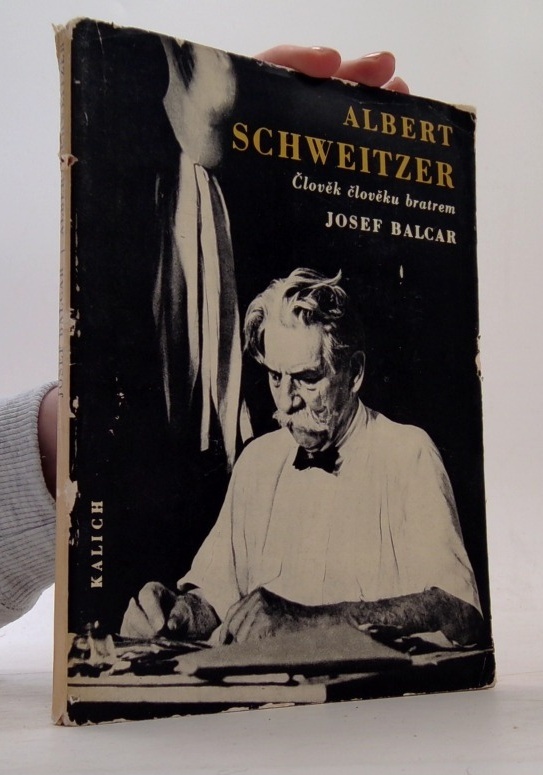 ALBERT
SCHWEITZER
Člověk člověku bratrem
JOSEF BALCAR
KALICH